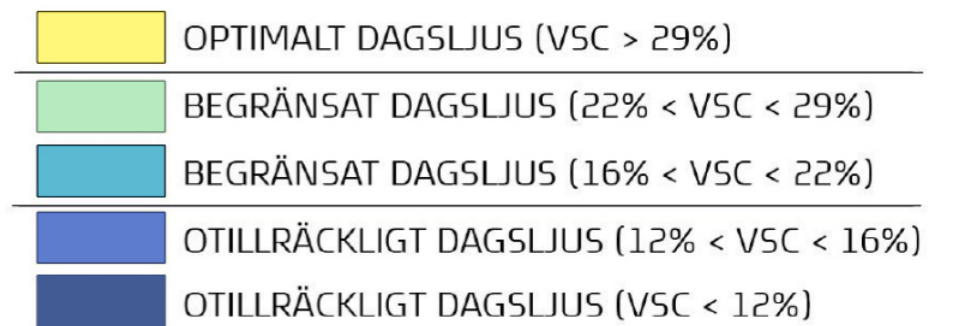 OPTIMALT DAGSLJUS (VSC > 29%)
BEGRÄNSAT DAGSLJUS (22% < VSC < 29%)
BEGRÄNSAT DAGSLJUS (16% < VSC < 22%)
OTILLRÄCKLIGT DAGSLJUS (12% < VSC < 16%)
OTILLRÄCKLIGT DAGSLJUS (VSC < 12%)